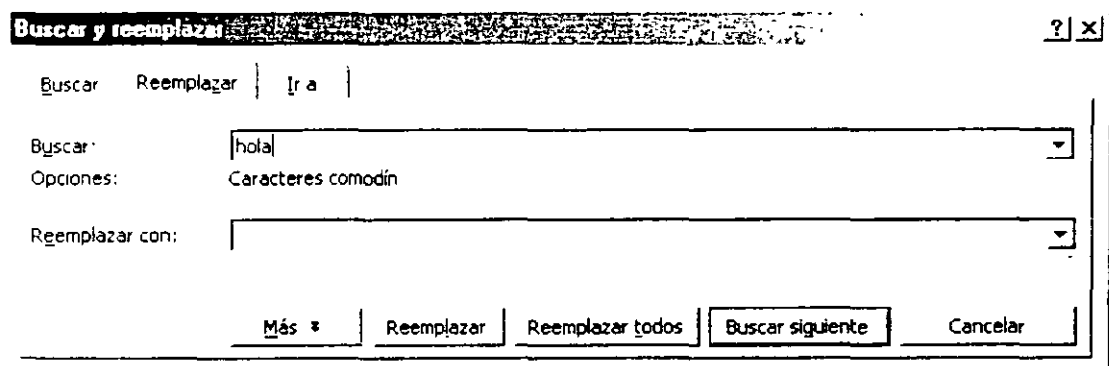 Buscar y reemplazar
Buscar Reemplazar Ir a
Buscar: hola
Opciones: Caracteres comodín
Reemplazar con:
Más Reemplazar Reemplazar todos Buscar siguiente Cancelar